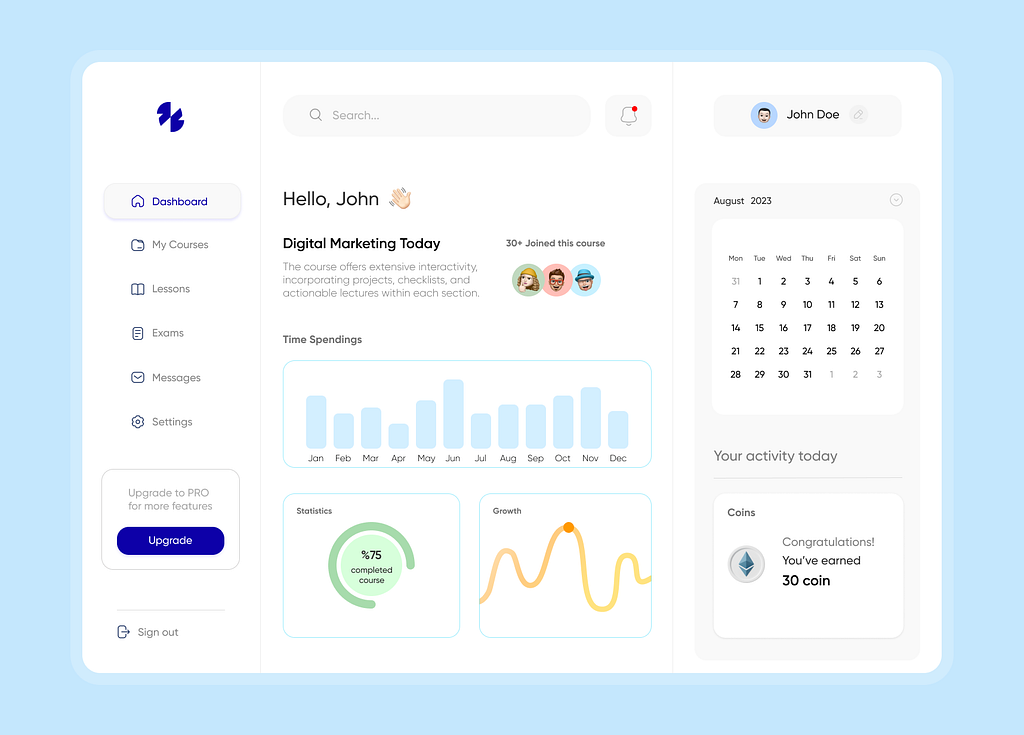 Search...
John Doe
Dashboard
My Courses
Lessons
Exams
Messages
Settings
Upgrade to PRO
for more features
Upgrade
Sign out
Hello, John
Digital Marketing Today
The course offers extensive interactivity,
incorporating projects, checklists, and
actionable lectures within each section.
30+ Joined this course
Time Spendings
Jan Feb Mar Apr May Jun Jul Aug Sep Oct Nov Dec
Statistics
%75
completed
course
Growth
August 2023
Mon Tue Wed Thu Fri Sat Sun
31 1 2 3 4 5 6
7 8 9 10 11 12 13
14 15 16 17 18 19 20
21 22 23 24 25 26 27
28 29 30 31 1 2 3
Your activity today
Coins
Congratulations!
You've earned
30 coin